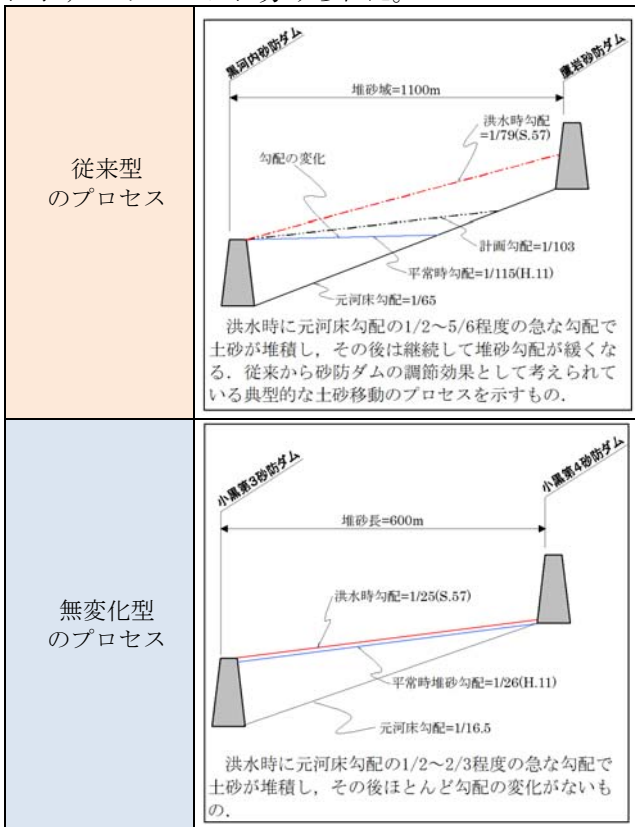 従来型
のプロセス
黒河内砂防ダム
鷹岩砂防ダム
堆砂域=1100m
洪水時勾配
=1/79(S.57)
勾配の変化
計画勾配=1/103
平常時勾配=1/115(H.11)
元河床勾配=1/65
洪水時に元河床勾配の1/2～5/6程度の急な勾配で
土砂が堆積し，その後は継続して堆砂勾配が緩くな
る．従来から砂防ダムの調節効果として考えられて
いる典型的な土砂移動のプロセスを示すもの．
無変化型
のプロセス
小黒第3砂防ダム
小黒第4砂防ダム
堆砂長=600m
洪水時勾配=1/25(S.57)
平常時堆砂勾配=1/26(H.11)
元河床勾配=1/16.5
洪水時に元河床勾配の1/2～2/3程度の急な勾配で
土砂が堆積し，その後ほとんど勾配の変化がないも
の．